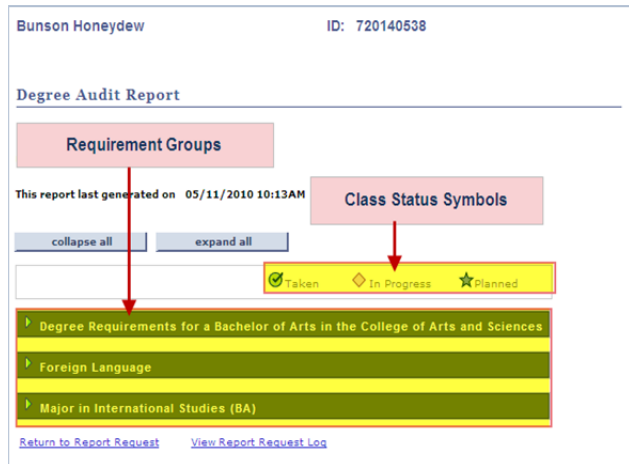 Bunson Honeydew ID: 720140538
Degree Audit Report
Requirement Groups
This report last generated on 05/11/2010 10:13AM
Class Status Symbols
collapse all expand all
Taken In Progress Planned
Degree Requirements for a Bachelor of Arts in the College of Arts and Sciences
Foreign Language
Major in International Studies (BA)
Return to Report Request View Report Request Log